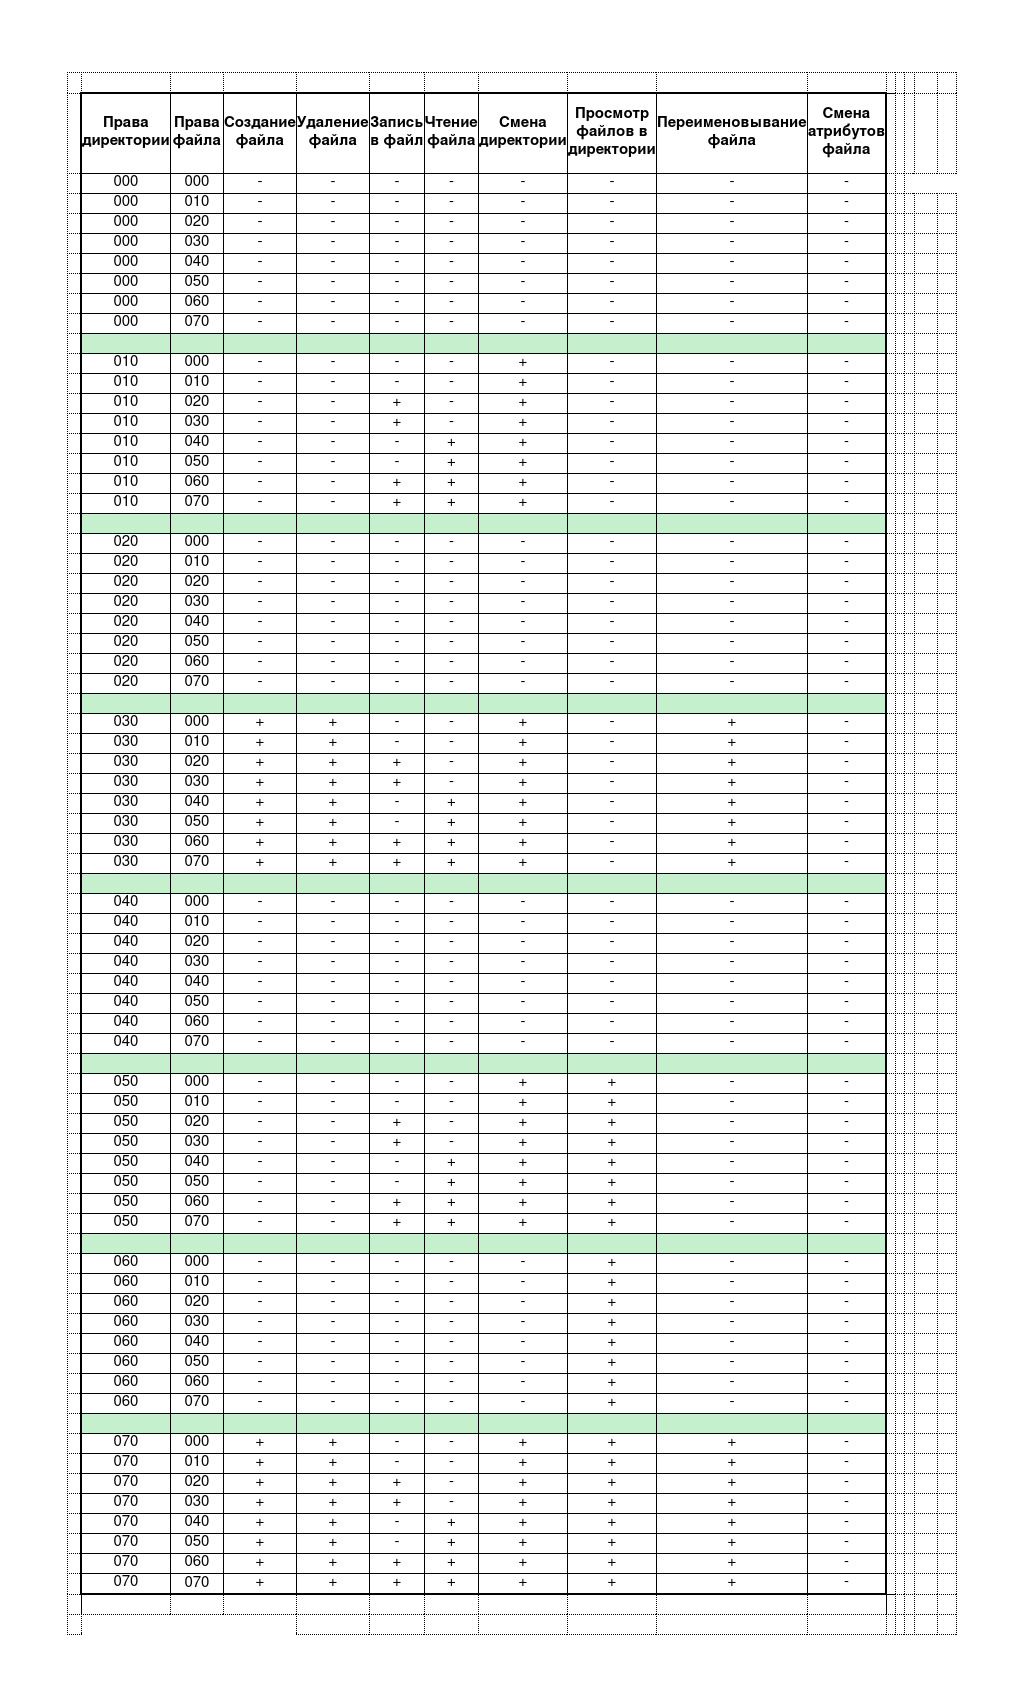 Права директории Права файла Создание файла Удаление файла Запись в файл Чтение файла Смена директории Просмотр файлов в директории Переименовывание файла Смена атрибутов файла
000 000 - - - - - - - -
000 010 - - - - - - - -
000 020 - - - - - - - -
000 030 - - - - - - - -
000 040 - - - - - - - -
000 050 - - - - - - - -
000 060 - - - - - - - -
000 070 - - - - - - - -
010 000 - - - - + - - -
010 010 - - - - + - - -
010 020 - - + - + - - -
010 030 - - + - + - - -
010 040 - - - + + - - -
010 050 - - - + + - - -
010 060 - - + + + - - -
010 070 - - + + + - - -
020 000 - - - - - - - -
020 010 - - - - - - - -
020 020 - - - - - - - -
020 030 - - - - - - - -
020 040 - - - - - - - -
020 050 - - - - - - - -
020 060 - - - - - - - -
020 070 - - - - - - - -
030 000 + + - - + - + -
030 010 + + - - + - + -
030 020 + + + - + - + -
030 030 + + + - + - + -
030 040 + + - + + - + -
030 050 + + - + + - + -
030 060 + + + + + - + -
030 070 + + + + + - + -
040 000 - - - - - - - -
040 010 - - - - - - - -
040 020 - - - - - - - -
040 030 - - - - - - - -
040 040 - - - - - - - -
040 050 - - - - - - - -
040 060 - - - - - - - -
040 070 - - - - - - - -
050 000 - - - - + + - -
050 010 - - - - + + - -
050 020 - - + - + + - -
050 030 - - + - + + - -
050 040 - - - + + + - -
050 050 - - - + + + - -
050 060 - - + + + + - -
050 070 - - + + + + - -
060 000 - - - - - + - -
060 010 - - - - - + - -
060 020 - - - - - + - -
060 030 - - - - - + - -
060 040 - - - - - + - -
060 050 - - - - - + - -
060 060 - - - - - + - -
060 070 - - - - - + - -
070 000 + + - - + + + -
070 010 + + - - + + + -
070 020 + + + - + + + -
070 030 + + + - + + + -
070 040 + + - + + + + -
070 050 + + - + + + + -
070 060 + + + + + + + -
070 070 + + + + + + + -